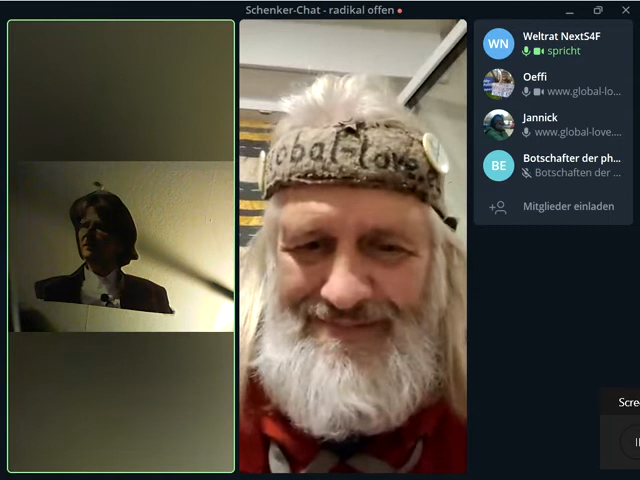 Schenker-Chat - radikal offen
WN
Weltrat NextS4F
spricht
Oeffi
www.global-lo...
Jannick
www.global-love....
BE
Botschafter der ph...
Botschaften der ...
Mitglieder einladen
obal-love
Scre